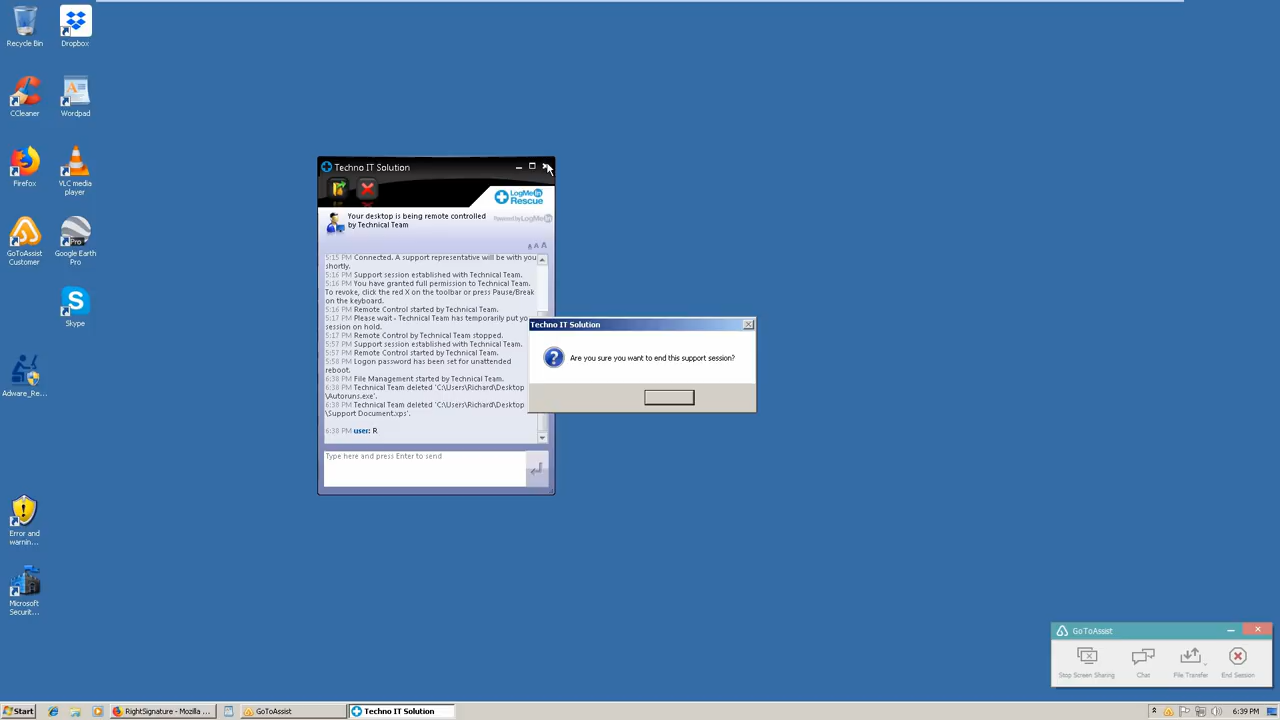 Recycle Bin
Dropbox
CCleaner
Wordpad
Firefox
VLC media
player
GoToAssist
Customer
Google Earth
Pro
Skype
Adware_Re...
Error and
warnin...
Microsoft
Securit...
Techno IT Solution
LogMeIn
Rescue
Your desktop is being remote controlled
by Technical Team
Powered by LogMeIn
A A A
5:15 PM Connected. A support representative will be with you
shortly.
5:16 PM Support session established with Technical Team.
5:16 PM You have granted full permission to Technical Team.
To revoke, click the red X on the toolbar or press Pause/Break
on the keyboard.
5:16 PM Remote Control started by Technical Team.
5:17 PM Please wait - Technical Team has temporarily put yo
session on hold.
5:17 PM Remote Control by Technical Team stopped.
5:57 PM Support session established with Technical Team.
5:57 PM Remote Control started by Technical Team.
5:58 PM Logon password has been set for unattended
reboot.
6:38 PM File Management started by Technical Team.
6:38 PM Technical Team deleted 'C:\Users\Richard\Desktop
\Autoruns.exe'.
6:38 PM Technical Team deleted 'C:\Users\Richard\Desktop
\Support Document.xps'.
6:38 PM user: R
Type here and press Enter to send
Techno IT Solution
Are you sure you want to end this support session?
GoToAssist
Stop Screen Sharing
Chat
File Transfer
End Session
Start
RightSignature - Mozilla ...
GoToAssist
Techno IT Solution
6:39 PM